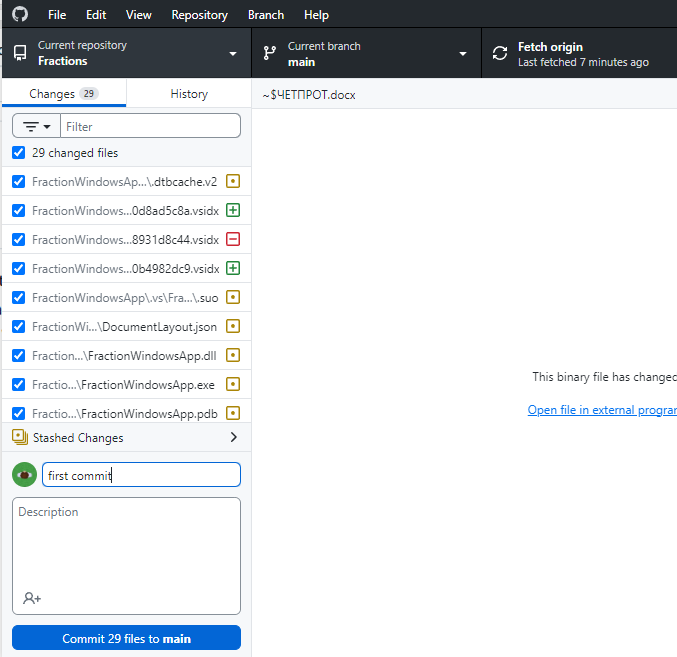 File Edit View Repository Branch Help
Current repository
Fractions
Current branch
main
Fetch origin
Last fetched 7 minutes ago
Changes 29
History
~$ЧЕТПРОТ.docx
Filter
29 changed files
FractionWindowsAp...\.dtbcache.v2
FractionWindows...0d8ad5c8a.vsidx
FractionWindows...8931d8c44.vsidx
FractionWindows...0b4982dc9.vsidx
FractionWindowsApp\.vs\Fra...\.suo
FractionWi...\DocumentLayout.json
Fraction...\FractionWindowsApp.dll
Fractio...\FractionWindowsApp.exe
Fractio...\FractionWindowsApp.pdb
Stashed Changes
first commit
Description
Commit 29 files to main
This binary file has changed
Open file in external progra